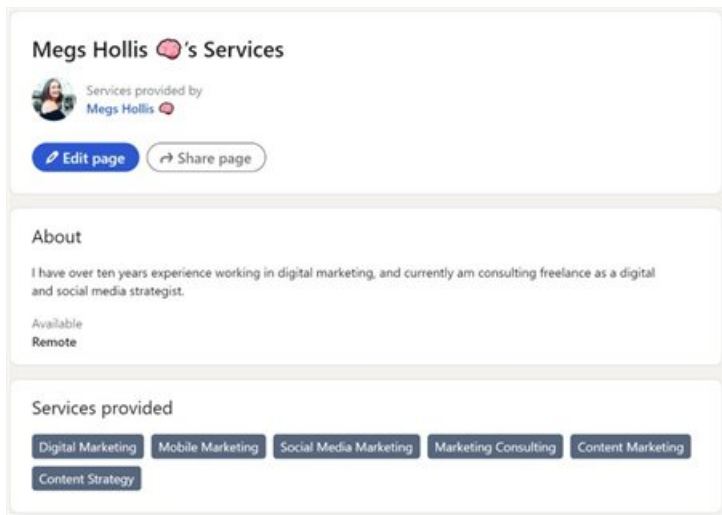 Megs Hollis 🧠's Services
Services provided by
Megs Hollis 🧠
Edit page
Share page
About
I have over ten years experience working in digital marketing, and currently am consulting freelance as a digital
and social media strategist.
Available
Remote
Services provided
Digital Marketing Mobile Marketing Social Media Marketing Marketing Consulting Content Marketing
Content Strategy